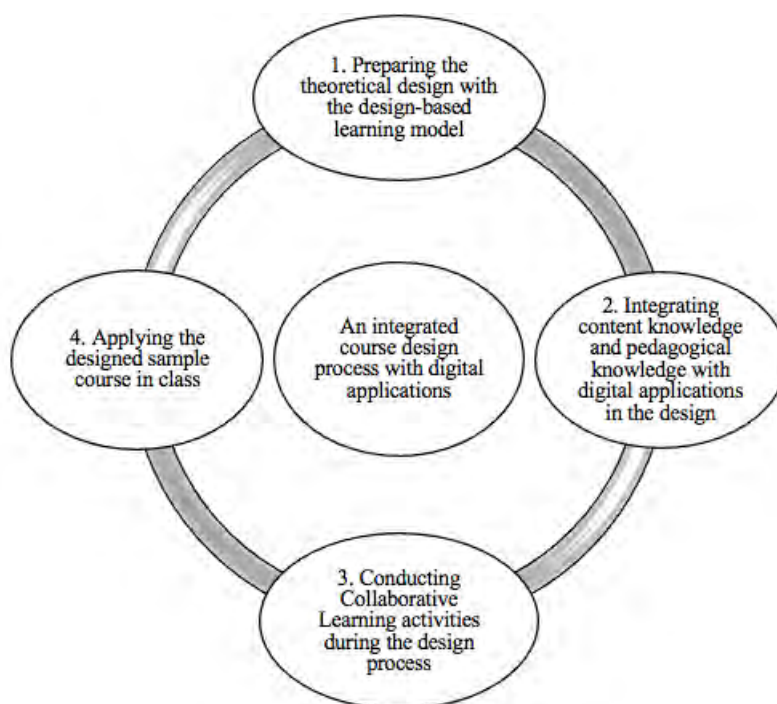 1. Preparing the
theoretical design with
the design-based
learning model
2. Integrating
content knowledge
and pedagogical
knowledge with
digital applications
in the design
3. Conducting
Collaborative
Learning activities
during the design
process
4. Applying the
designed sample
course in class
An integrated
course design
process with digital
applications